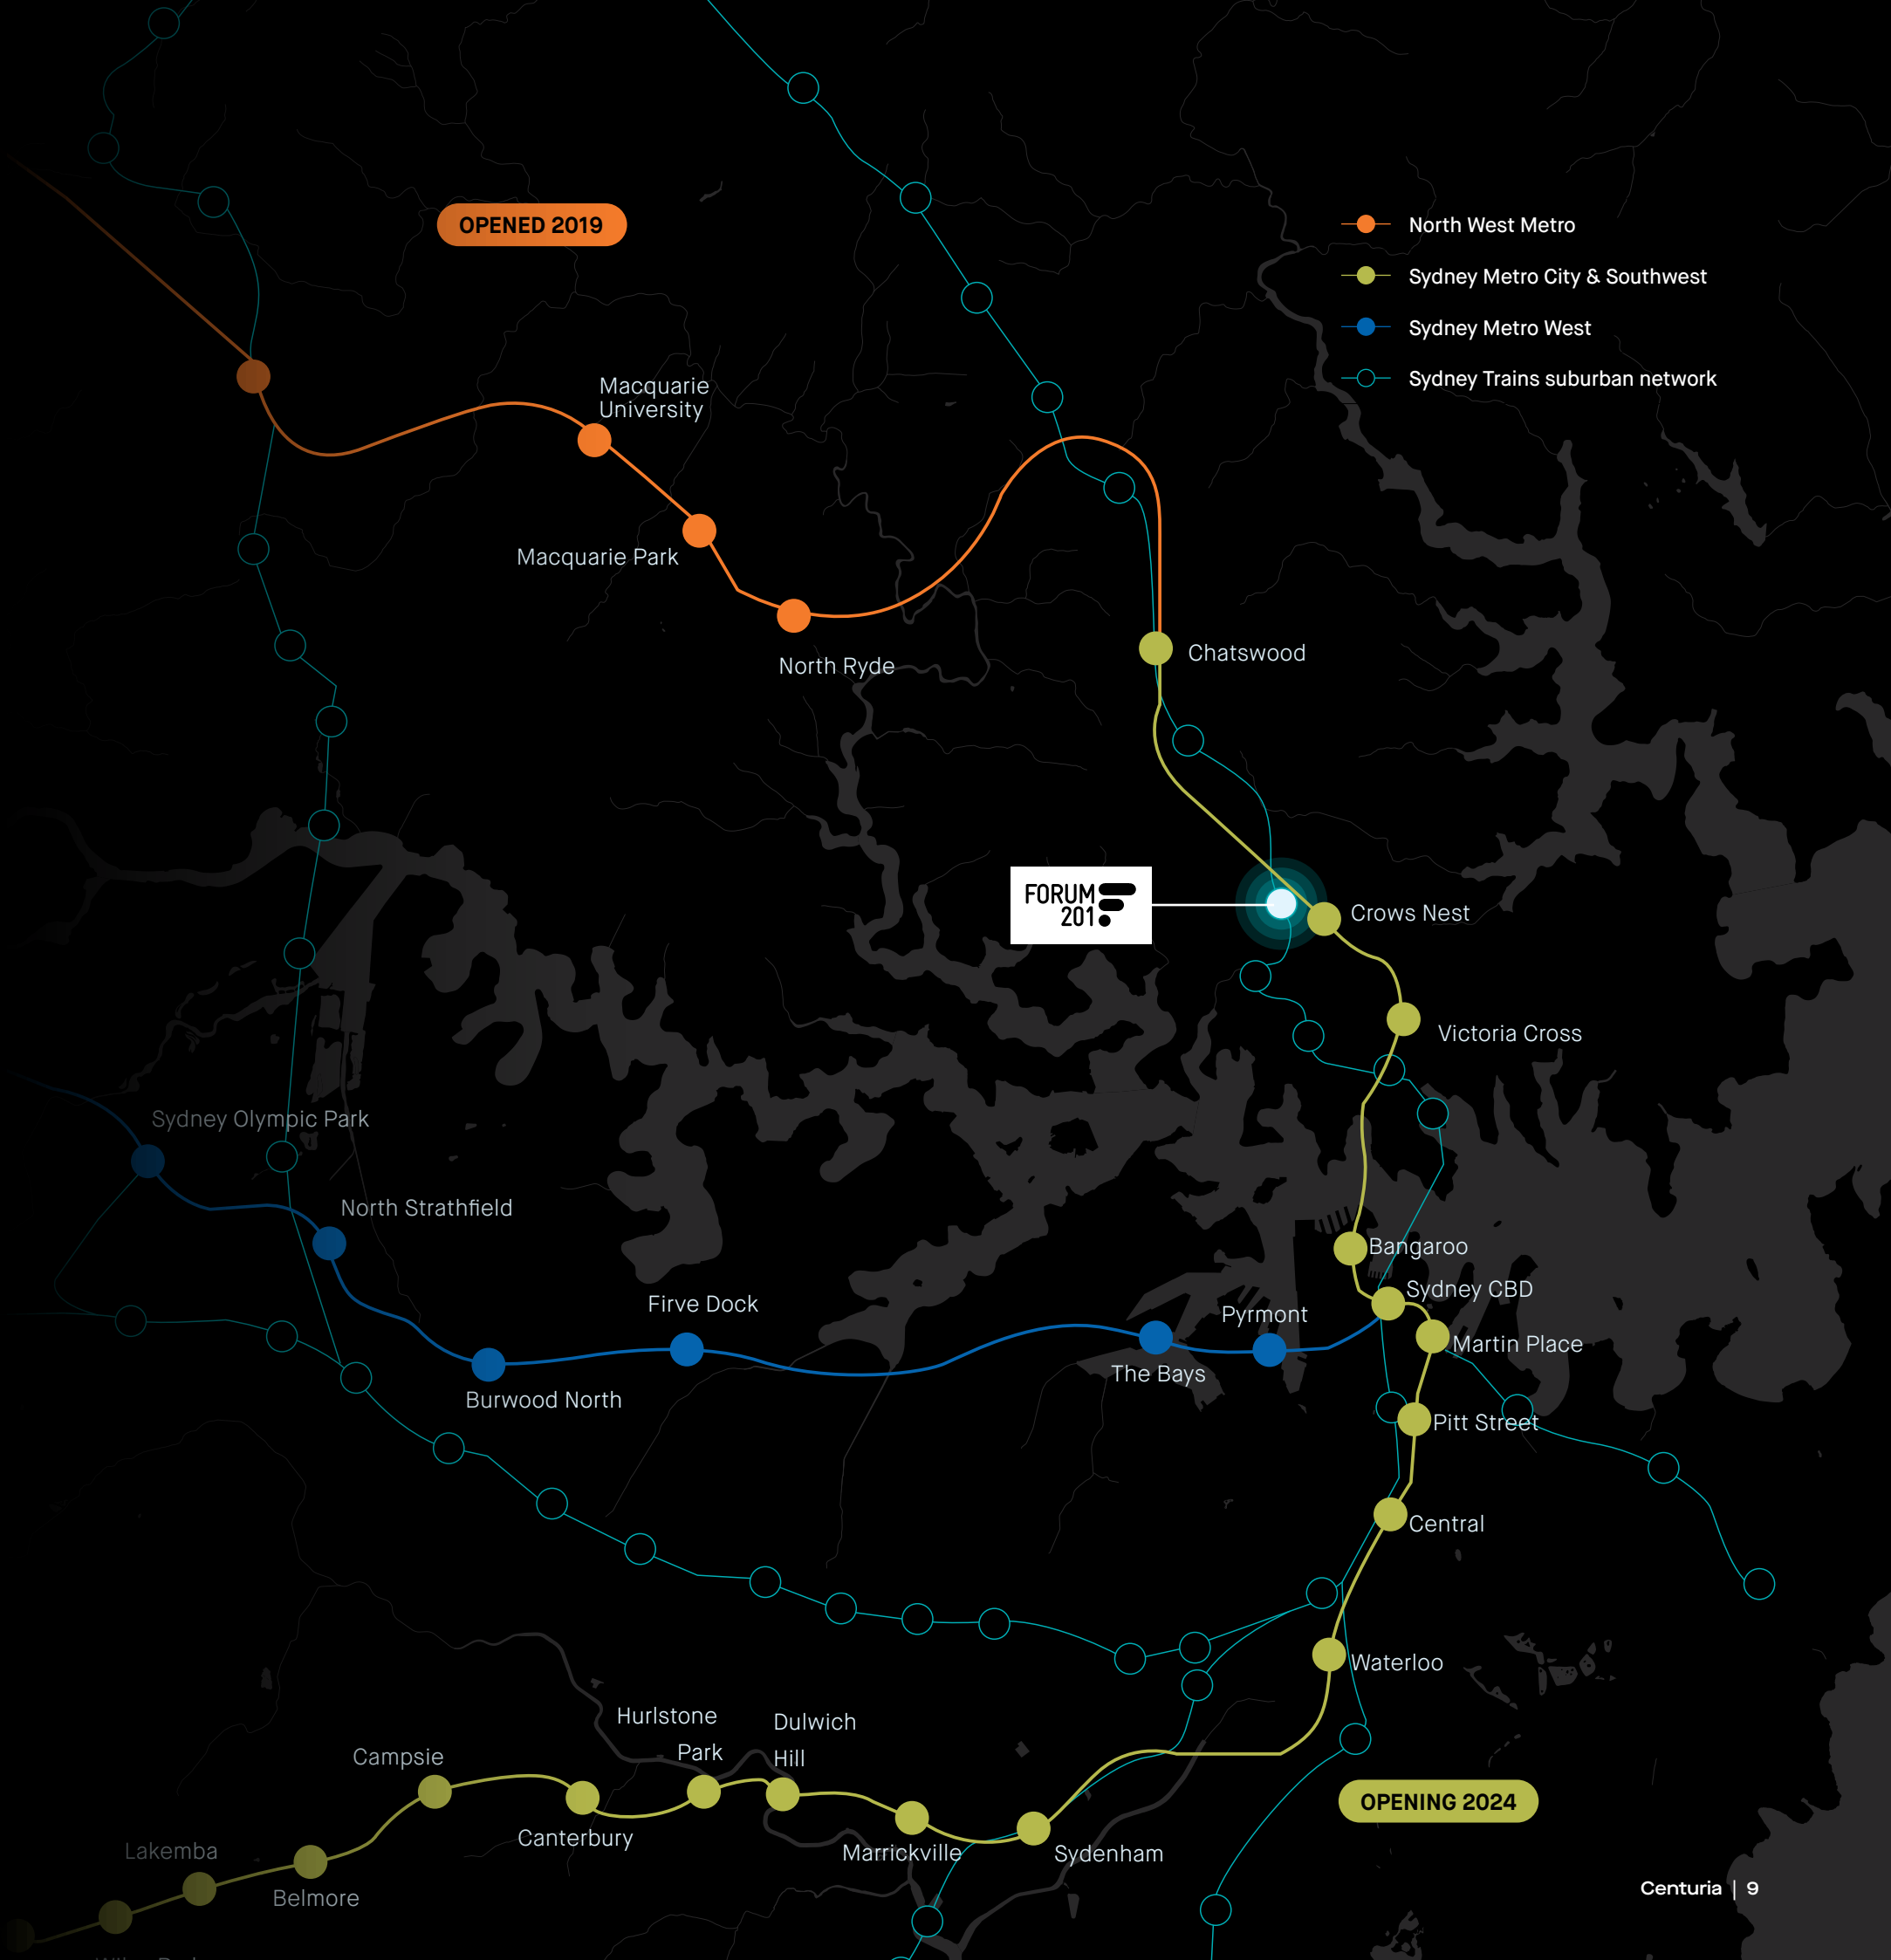 OPENED 2019
North West Metro
Sydney Metro City & Southwest
Sydney Metro West
Sydney Trains suburban network
Macquarie
University
Macquarie Park
North Ryde
Chatswood
FORUM
201
Crows Nest
Victoria Cross
Sydney Olympic Park
North Strathfield
Bangaroo
Sydney CBD
Firve Dock
Pyrmont
Martin Place
The Bays
Burwood North
Pitt Street
Central
Waterloo
Hurlstone
Park
Dulwich
Hill
Campsie
OPENING 2024
Canterbury
Lakemba
Marrickville
Sydenham
Belmore
Centuria | 9